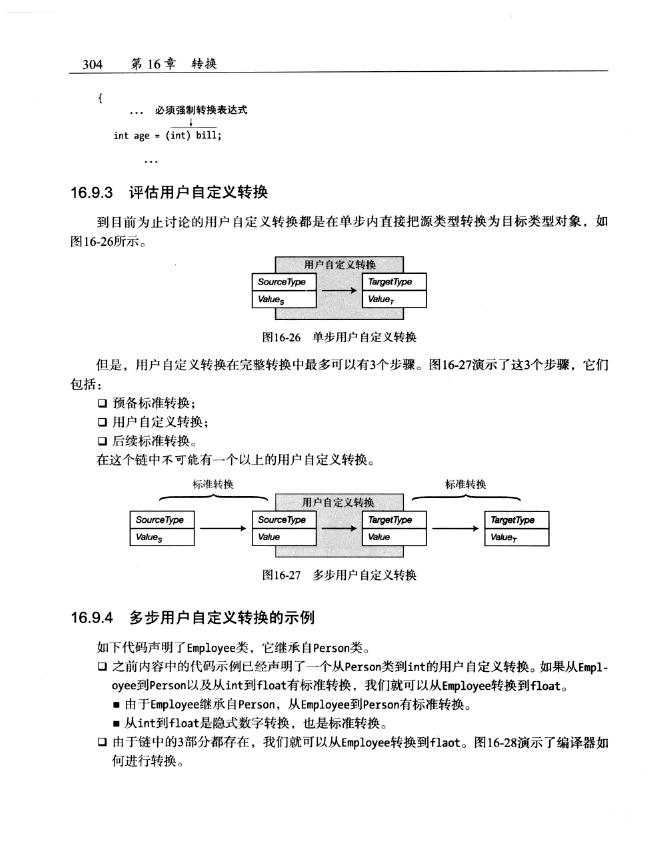 304 第16章 转换
{
... 必须强制转换表达式
↓
int age = (int) bill;
...
16.9.3 评估用户自定义转换
到目前为止讨论的用户自定义转换都是在单步内直接把源类型转换为目标类型对象，如
图16-26所示。
用户自定义转换
SourceType TargetType
ValueS ValueT
图16-26 单步用户自定义转换
但是，用户自定义转换在完整转换中最多可以有3个步骤。图16-27演示了这3个步骤，它们
包括：
❑ 预备标准转换；
❑ 用户自定义转换；
❑ 后续标准转换。
在这个链中不可能有一个以上的用户自定义转换。
标准转换 标准转换
用户自定义转换
SourceType SourceType TargetType TargetType
ValueS Value Value ValueT
图16-27 多步用户自定义转换
16.9.4 多步用户自定义转换的示例
如下代码声明了Employee类，它继承自Person类。
❑ 之前内容中的代码示例已经声明了一个从Person类到int的用户自定义转换。如果从Empl-
oyee到Person以及从int到float有标准转换，我们就可以从Employee转换到float。
■ 由于Employee继承自Person，从Employee到Person有标准转换。
■ 从int到float是隐式数字转换，也是标准转换。
❑ 由于链中的3部分都存在，我们就可以从Employee转换到flaot。图16-28演示了编译器如
何进行转换。